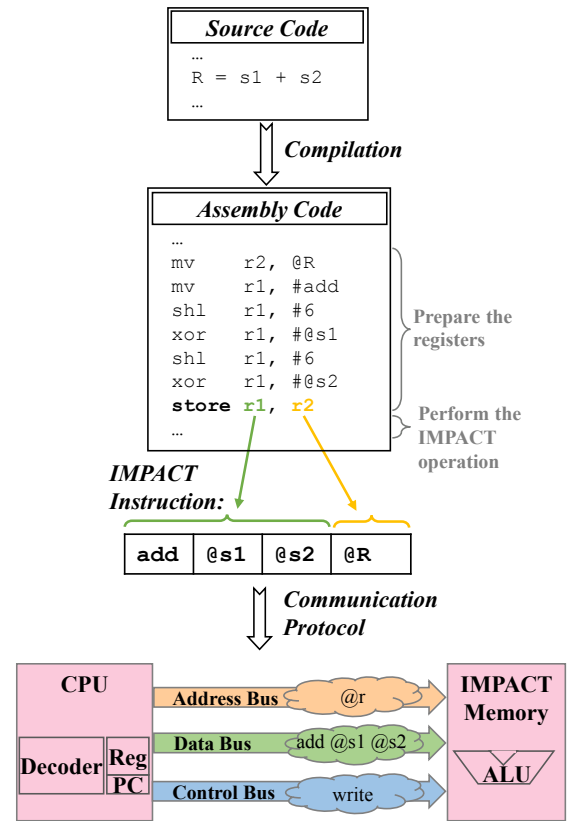 Source Code
…
R = s1 + s2
…
Compilation
Assembly Code
…
mv r2, @R
mv r1, #add
shl r1, #6
xor r1, #@s1
shl r1, #6
xor r1, #@s2
store r1, r2
…
Prepare the
registers
Perform the
IMPACT
operation
IMPACT
Instruction:
add @s1 @s2 @R
Communication
Protocol
CPU
Decoder
Reg
PC
Address Bus @r
Data Bus add @s1 @s2
Control Bus write
IMPACT
Memory
ALU